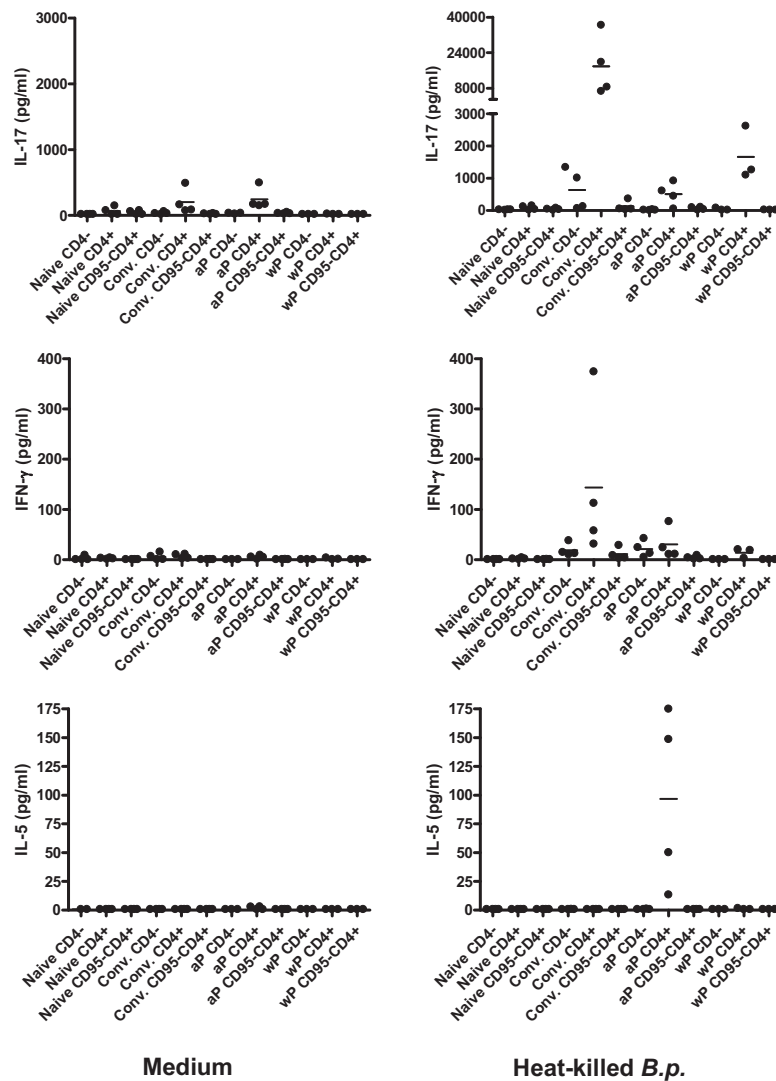 3000
2000
1000
0
IL-17 (pg/ml)
Naive CD4-
Naive CD4+
Naive CD95-CD4+
Conv. CD4-
Conv. CD4+
Conv. CD95-CD4+
aP CD4-
aP CD4+
aP CD95-CD4+
wP CD4-
wP CD4+
wP CD95-CD4+
40000
24000
8000
3000
2000
1000
0
IL-17 (pg/ml)
Naive CD4-
Naive CD4+
Naive CD95-CD4+
Conv. CD4-
Conv. CD4+
Conv. CD95-CD4+
aP CD4-
aP CD4+
aP CD95-CD4+
wP CD4-
wP CD4+
wP CD95-CD4+
400
300
200
100
0
IFN-γ (pg/ml)
Naive CD4-
Naive CD4+
Naive CD95-CD4+
Conv. CD4-
Conv. CD4+
Conv. CD95-CD4+
aP CD4-
aP CD4+
aP CD95-CD4+
wP CD4-
wP CD4+
wP CD95-CD4+
400
300
200
100
0
IFN-γ (pg/ml)
Naive CD4-
Naive CD4+
Naive CD95-CD4+
Conv. CD4-
Conv. CD4+
Conv. CD95-CD4+
aP CD4-
aP CD4+
aP CD95-CD4+
wP CD4-
wP CD4+
wP CD95-CD4+
175
150
125
100
75
50
25
0
IL-5 (pg/ml)
Naive CD4-
Naive CD4+
Naive CD95-CD4+
Conv. CD4-
Conv. CD4+
Conv. CD95-CD4+
aP CD4-
aP CD4+
aP CD95-CD4+
wP CD4-
wP CD4+
wP CD95-CD4+
175
150
125
100
75
50
25
0
IL-5 (pg/ml)
Naive CD4-
Naive CD4+
Naive CD95-CD4+
Conv. CD4-
Conv. CD4+
Conv. CD95-CD4+
aP CD4-
aP CD4+
aP CD95-CD4+
wP CD4-
wP CD4+
wP CD95-CD4+
Medium
Heat-killed B.p.